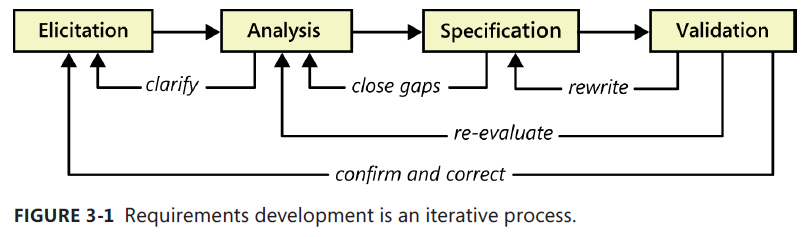 Elicitation Analysis Specification Validation
clarify close gaps rewrite
re-evaluate
confirm and correct
FIGURE 3-1 Requirements development is an iterative process.